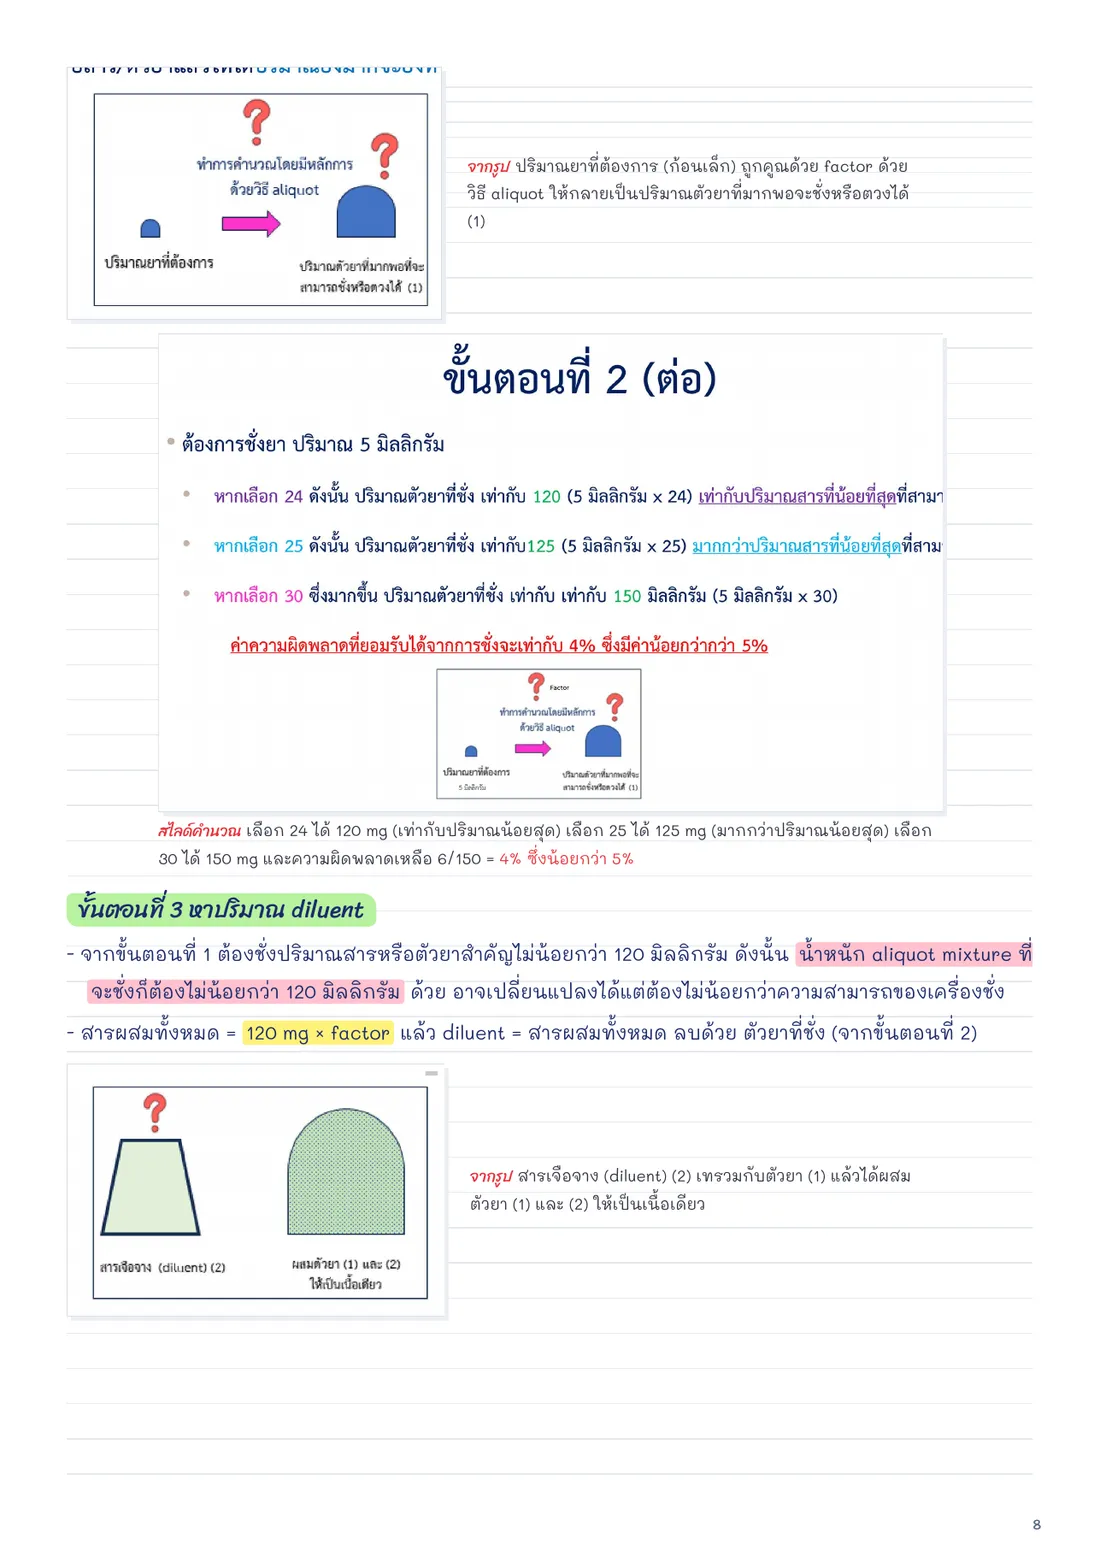 ?
?
ทำการคำนวณโดยมีหลักการ
ด้วยวิธี aliquot
ปริมาณยาที่ต้องการ
ปริมาณตัวยาที่มากพอที่จะ
สามารถชั่งหรือตวงได้ (1)
จากรูป ปริมาณยาที่ต้องการ (ก้อนเล็ก) ถูกคูณด้วย factor ด้วย
วิธี aliquot ให้กลายเป็นปริมาณตัวยาที่มากพอจะชั่งหรือตวงได้
(1)
ขั้นตอนที่ 2 (ต่อ)
• ต้องการชั่งยา ปริมาณ 5 มิลลิกรัม
• หากเลือก 24 ดังนั้น ปริมาณตัวยาที่ชั่ง เท่ากับ 120 (5 มิลลิกรัม x 24) เท่ากับปริมาณสารที่น้อยที่สุดที่สามา
• หากเลือก 25 ดังนั้น ปริมาณตัวยาที่ชั่ง เท่ากับ125 (5 มิลลิกรัม x 25) มากกว่าปริมาณสารที่น้อยที่สุดที่สาม
• หากเลือก 30 ซึ่งมากขึ้น ปริมาณตัวยาที่ชั่ง เท่ากับ เท่ากับ 150 มิลลิกรัม (5 มิลลิกรัม x 30)
ค่าความผิดพลาดที่ยอมรับได้จากการชั่งจะเท่ากับ 4% ซึ่งมีค่าน้อยกว่ากว่า 5%
? Factor
?
ทำการคำนวณโดยมีหลักการ
ด้วยวิธี aliquot
ปริมาณยาที่ต้องการ
5 มิลลิกรัม
ปริมาณตัวยาที่มากพอที่จะ
สามารถชั่งหรือตวงได้ (1)
สไลด์คำนวณ เลือก 24 ได้ 120 mg (เท่ากับปริมาณน้อยสุด) เลือก 25 ได้ 125 mg (มากกว่าปริมาณน้อยสุด) เลือก
30 ได้ 150 mg และความผิดพลาดเหลือ 6/150 = 4% ซึ่งน้อยกว่า 5%
ขั้นตอนที่ 3 หาปริมาณ diluent
- จากขั้นตอนที่ 1 ต้องชั่งปริมาณสารหรือตัวยาสำคัญไม่น้อยกว่า 120 มิลลิกรัม ดังนั้น น้ำหนัก aliquot mixture ที่
จะชั่งก็ต้องไม่น้อยกว่า 120 มิลลิกรัม ด้วย อาจเปลี่ยนแปลงได้แต่ต้องไม่น้อยกว่าความสามารถของเครื่องชั่ง
- สารผสมทั้งหมด = 120 mg × factor แล้ว diluent = สารผสมทั้งหมด ลบด้วย ตัวยาที่ชั่ง (จากขั้นตอนที่ 2)
?
สารเจือจาง (diluent) (2)
ผสมตัวยา (1) และ (2)
ให้เป็นเนื้อเดียว
จากรูป สารเจือจาง (diluent) (2) เทรวมกับตัวยา (1) แล้วได้ผสม
ตัวยา (1) และ (2) ให้เป็นเนื้อเดียว
8